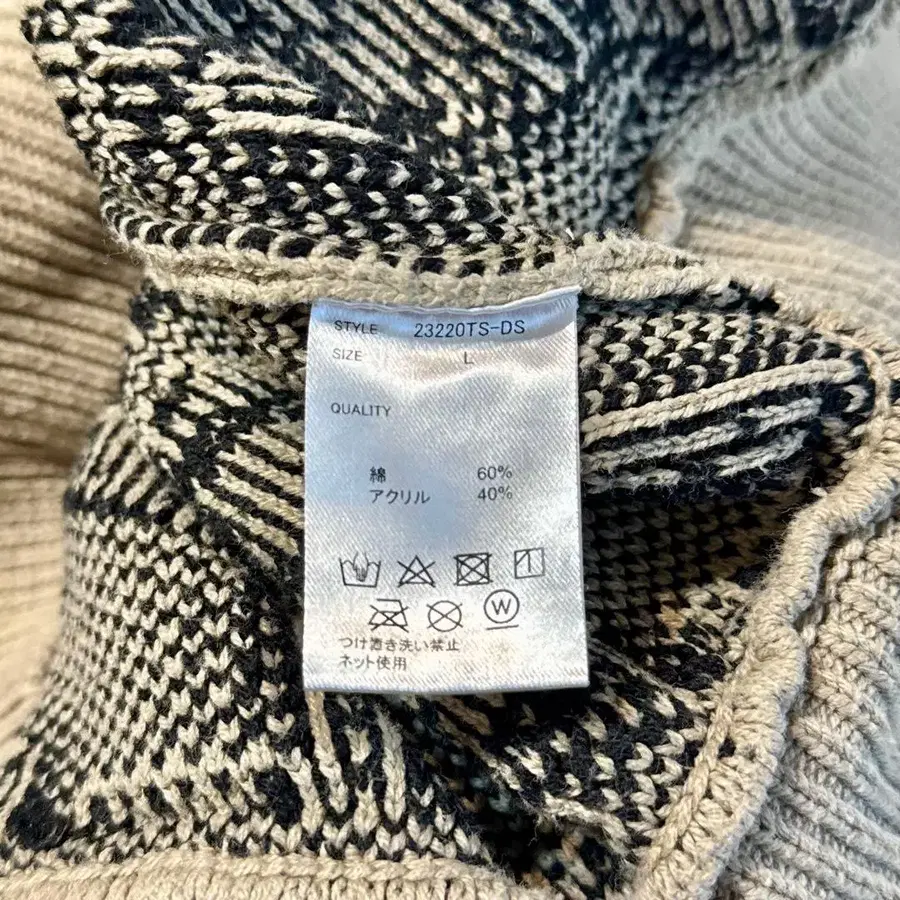 STYLE 23220TS-DS
SIZE L
QUALITY
綿 60%
アクリル 40%
W
つけ置き洗い禁止
ネット使用